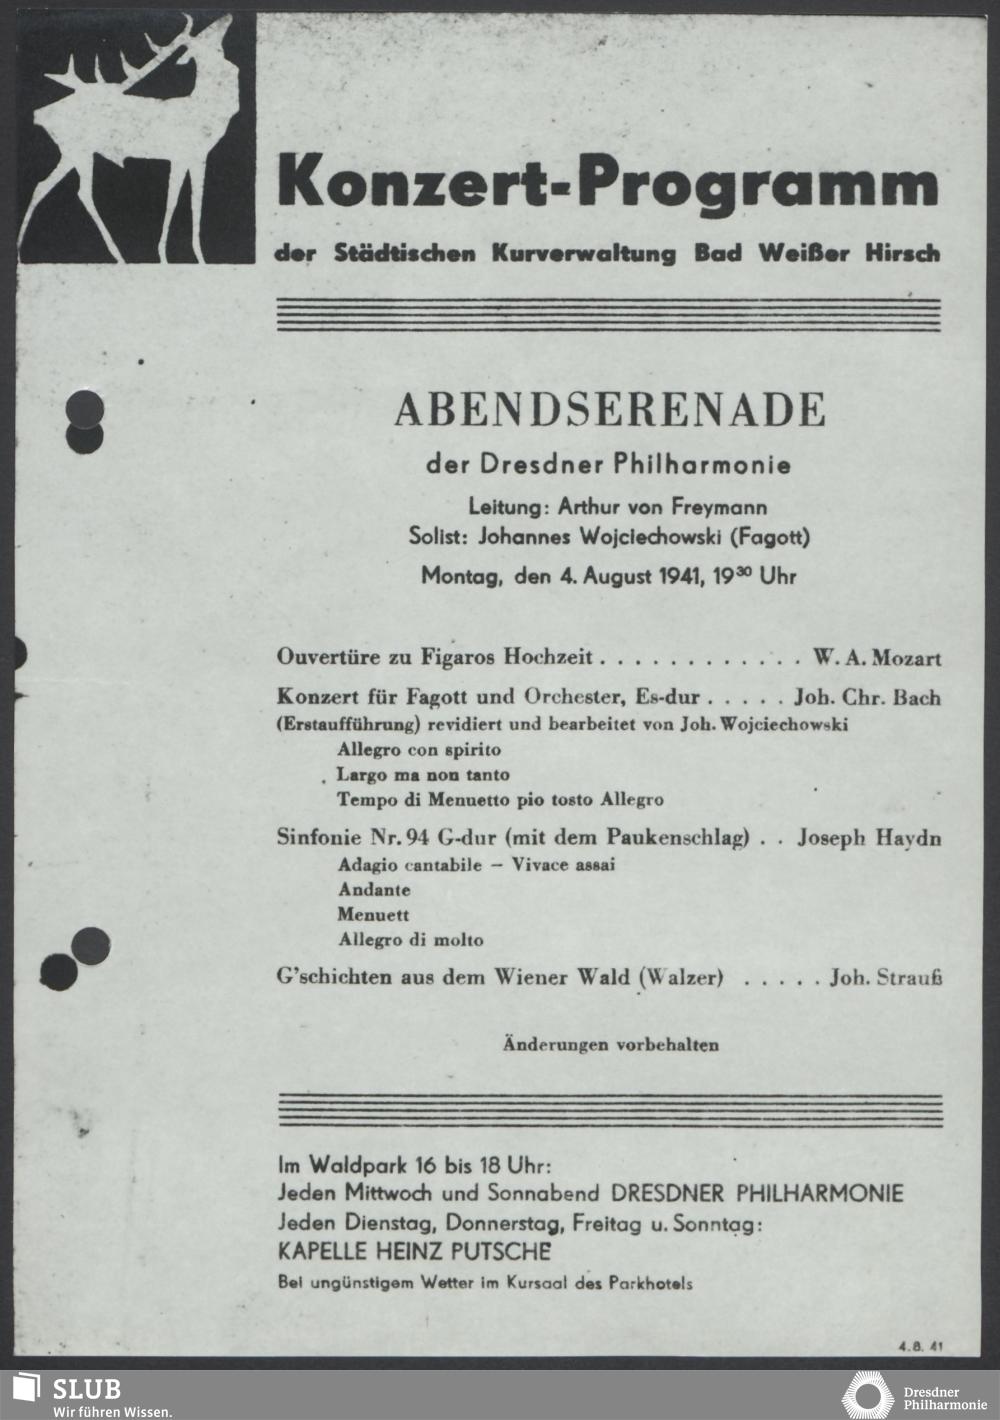 Konzert-Programm
der Städtischen Kurverwaltung Bad Weißer Hirsch
ABENDSERENADE
der Dresdner Philharmonie
Leitung: Arthur von Freymann
Solist: Johannes Wojciechowski (Fagott)
Montag, den 4. August 1941, 19³⁰ Uhr
Ouvertüre zu Figaros Hochzeit . . . . . . . . . . . . W. A. Mozart
Konzert für Fagott und Orchester, Es-dur . . . . . Joh. Chr. Bach
(Erstaufführung) revidiert und bearbeitet von Joh. Wojciechowski
Allegro con spirito
Largo ma non tanto
Tempo di Menuetto pio tosto Allegro
Sinfonie Nr. 94 G-dur (mit dem Paukenschlag) . . Joseph Haydn
Adagio cantabile – Vivace assai
Andante
Menuett
Allegro di molto
G'schichten aus dem Wiener Wald (Walzer) . . . . . Joh. Strauß
Änderungen vorbehalten
Im Waldpark 16 bis 18 Uhr:
Jeden Mittwoch und Sonnabend DRESDNER PHILHARMONIE
Jeden Dienstag, Donnerstag, Freitag u. Sonntag:
KAPELLE HEINZ PUTSCHE
Bei ungünstigem Wetter im Kursaal des Parkhotels
4.8.41
SLUB
Wir führen Wissen.
Dresdner
Philharmonie